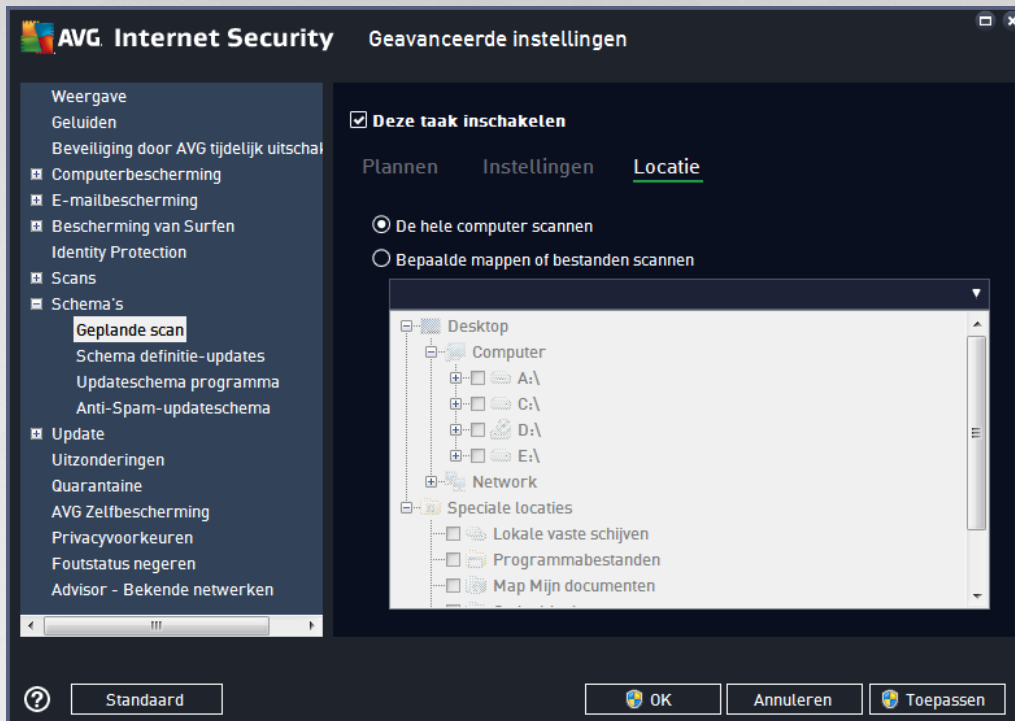 AVG Internet Security
Geavanceerde instellingen
Weergave
Geluiden
Beveiliging door AVG tijdelijk uitschak
Computerbescherming
E-mailbescherming
Bescherming van Surfen
Identity Protection
Scans
Schema's
Geplande scan
Schema definitie-updates
Updateschema programma
Anti-Spam-updateschema
Update
Uitzonderingen
Quarantaine
AVG Zelfbescherming
Privacyvoorkeuren
Foutstatus negeren
Advisor - Bekende netwerken
Deze taak inschakelen
Plannen Instellingen Locatie
De hele computer scannen
Bepaalde mappen of bestanden scannen
Desktop
Computer
A:\
C:\
D:\
E:\
Network
Speciale locaties
Lokale vaste schijven
Programmabestanden
Map Mijn documenten
? Standaard OK Annuleren Toepassen